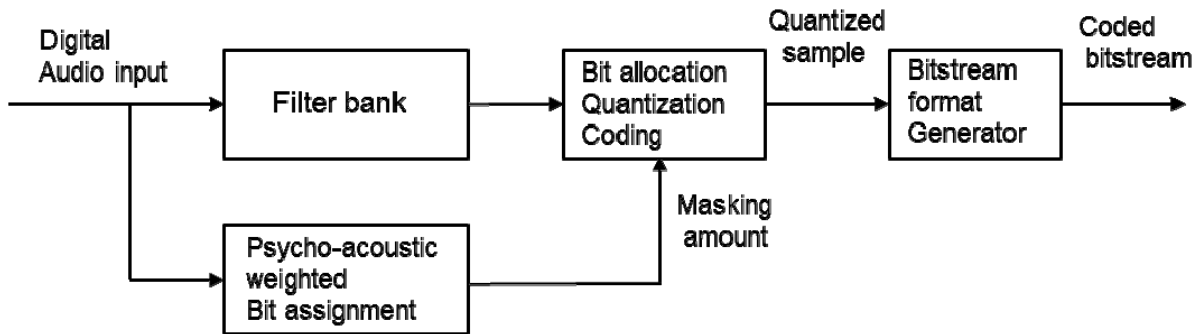 Digital
Audio input
Filter bank
Bit allocation
Quantization
Coding
Quantized
sample
Bitstream
format
Generator
Coded
bitstream
Psycho-acoustic
weighted
Bit assignment
Masking
amount